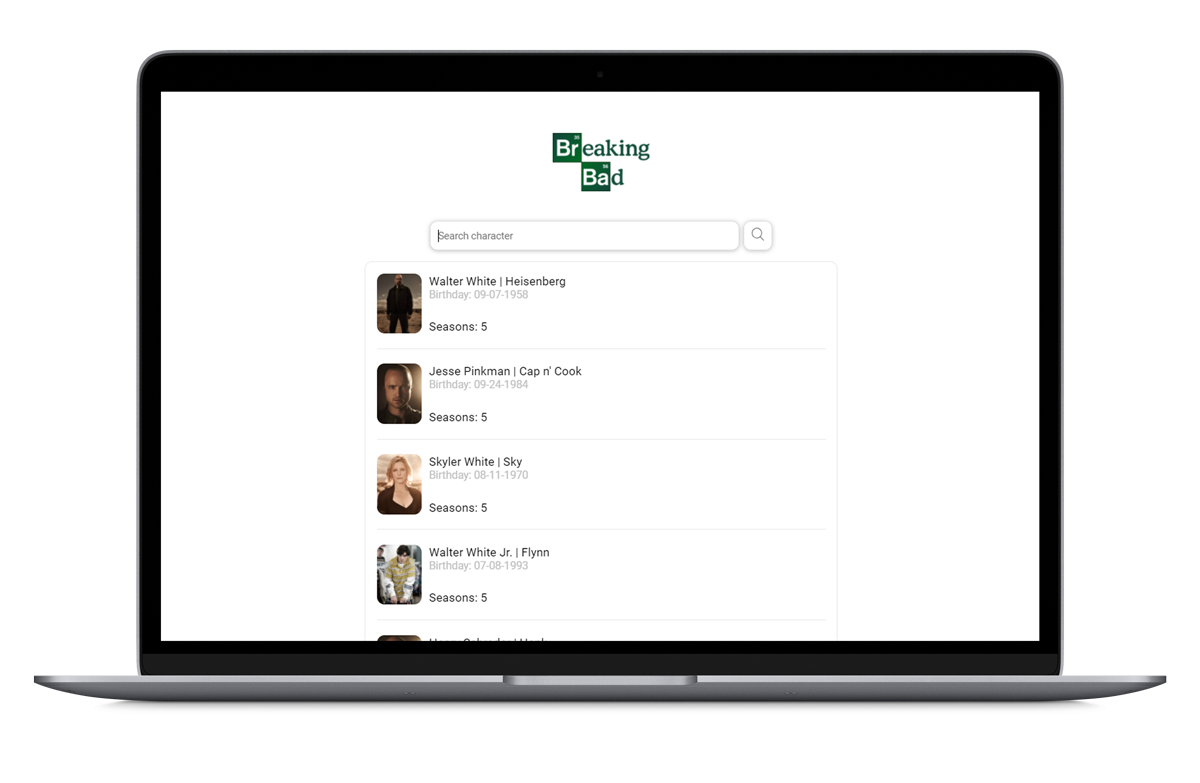 35
Breaking
56
Bad
Search character
Walter White | Heisenberg
Birthday: 09-07-1958
Seasons: 5
Jesse Pinkman | Cap n' Cook
Birthday: 09-24-1984
Seasons: 5
Skyler White | Sky
Birthday: 08-11-1970
Seasons: 5
Walter White Jr. | Flynn
Birthday: 07-08-1993
Seasons: 5